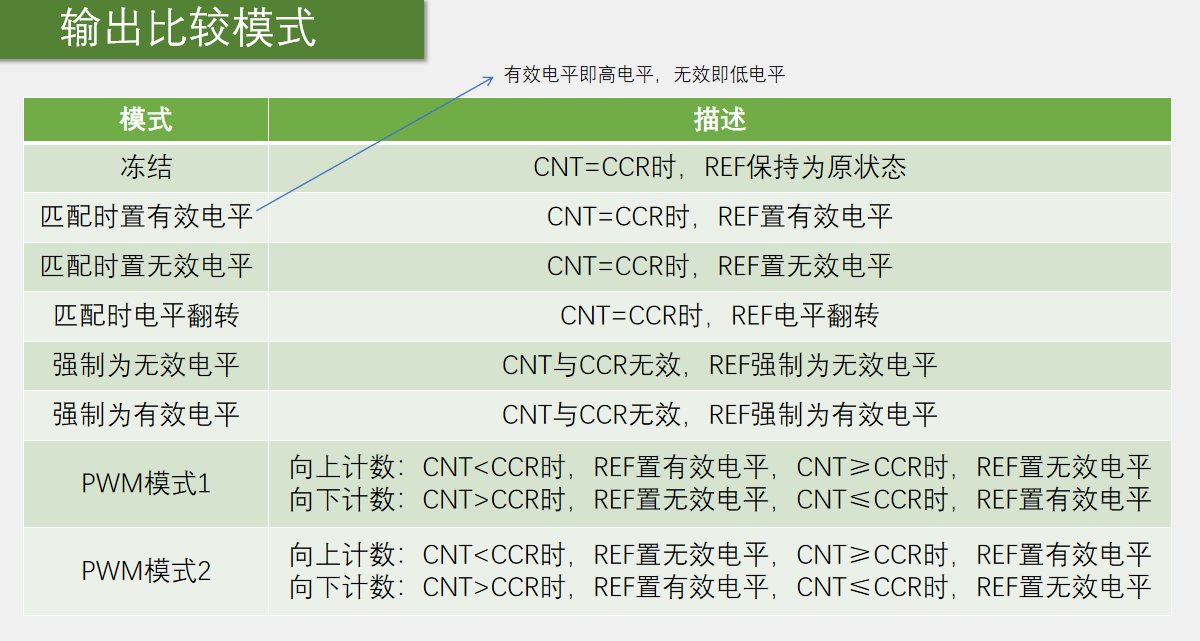 输出比较模式
有效电平即高电平，无效即低电平
模式 描述
冻结 CNT=CCR时，REF保持为原状态
匹配时置有效电平 CNT=CCR时，REF置有效电平
匹配时置无效电平 CNT=CCR时，REF置无效电平
匹配时电平翻转 CNT=CCR时，REF电平翻转
强制为无效电平 CNT与CCR无效，REF强制为无效电平
强制为有效电平 CNT与CCR无效，REF强制为有效电平
PWM模式1
向上计数：CNT<CCR时，REF置有效电平，CNT≥CCR时，REF置无效电平
向下计数：CNT>CCR时，REF置无效电平，CNT≤CCR时，REF置有效电平
PWM模式2
向上计数：CNT<CCR时，REF置无效电平，CNT≥CCR时，REF置有效电平
向下计数：CNT>CCR时，REF置有效电平，CNT≤CCR时，REF置无效电平